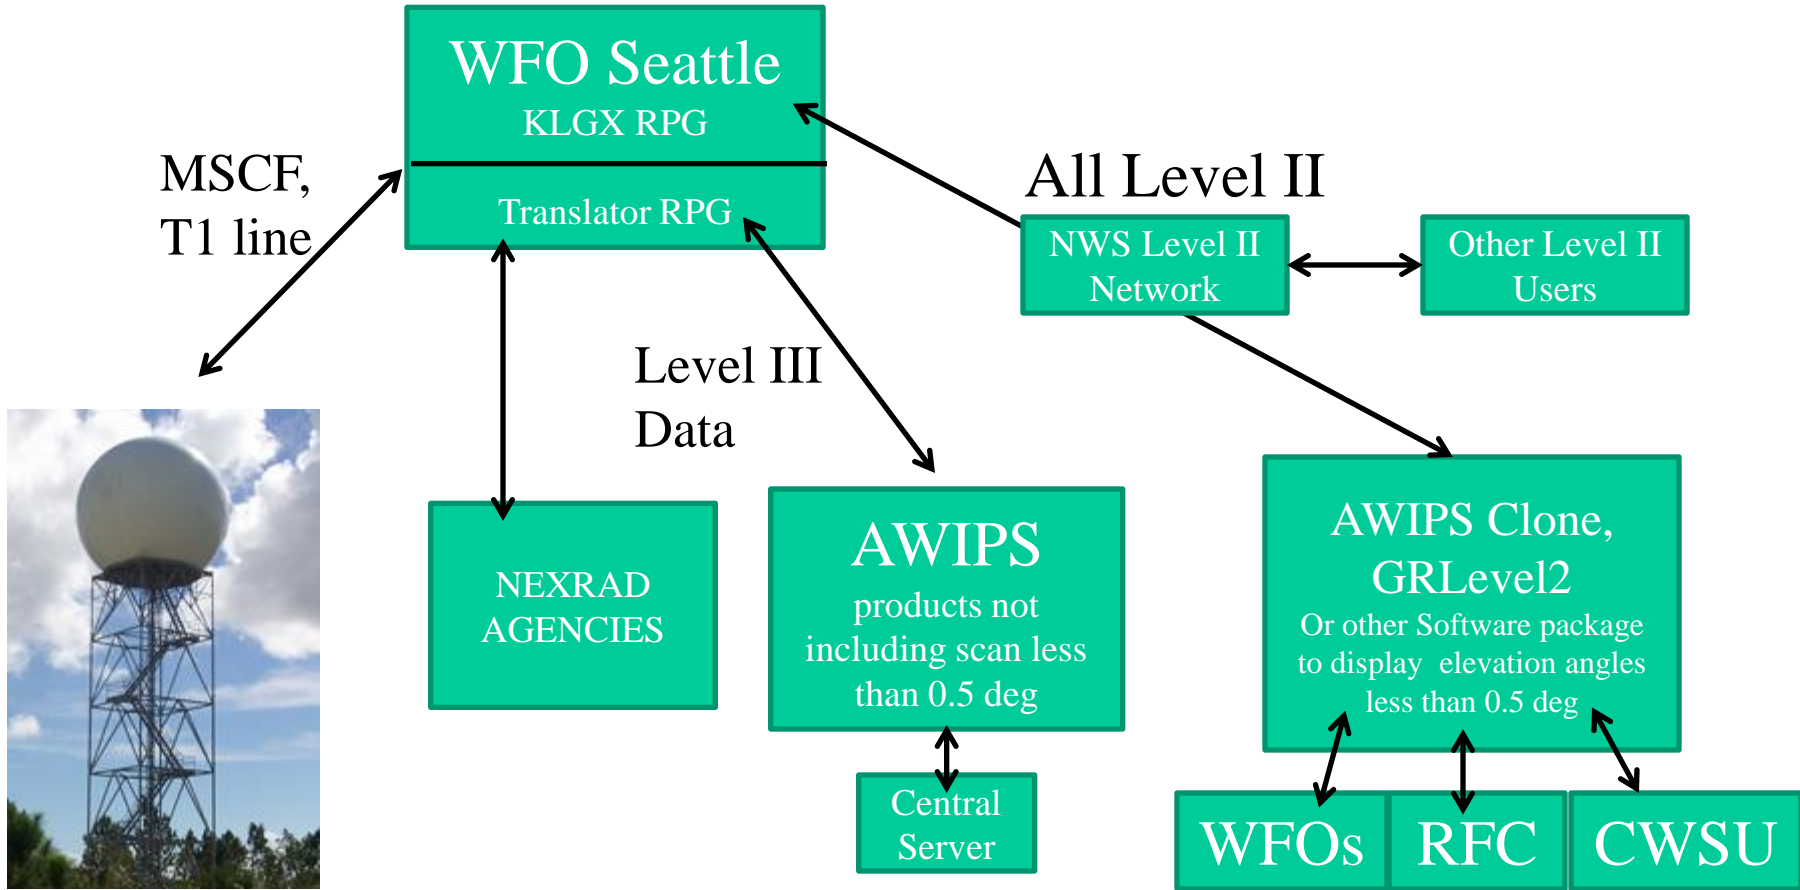 WFO Seattle
KLGX RPG
Translator RPG
MSCF,
T1 line
All Level II
NWS Level II
Network
Other Level II
Users
Level III
Data
NEXRAD
AGENCIES
AWIPS
products not
including scan less
than 0.5 deg
Central
Server
AWIPS Clone,
GRLevel2
Or other Software package
to display elevation angles
less than 0.5 deg
WFOs
RFC
CWSU